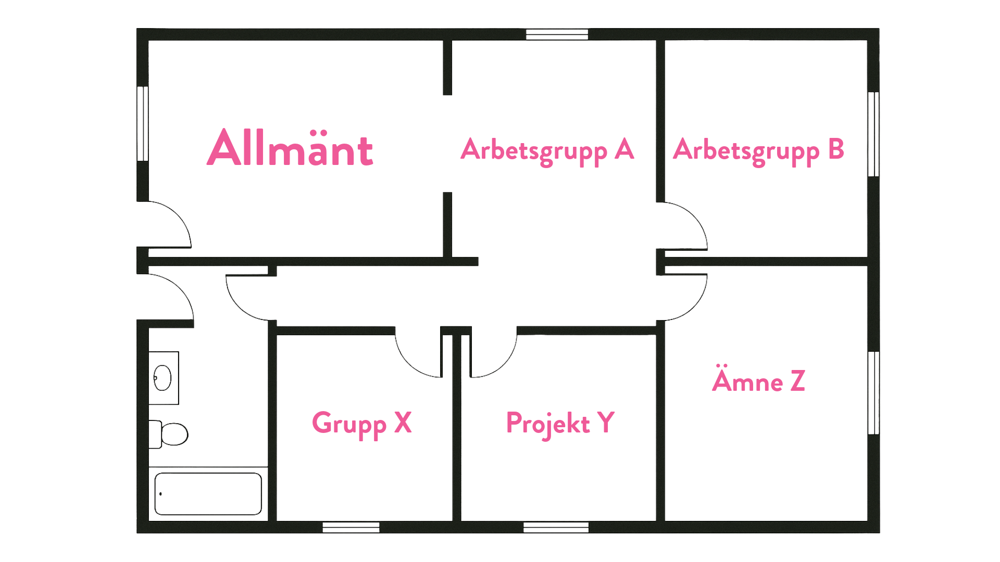 Allmänt
Arbetsgrupp A
Arbetsgrupp B
Grupp X
Projekt Y
Ämne Z